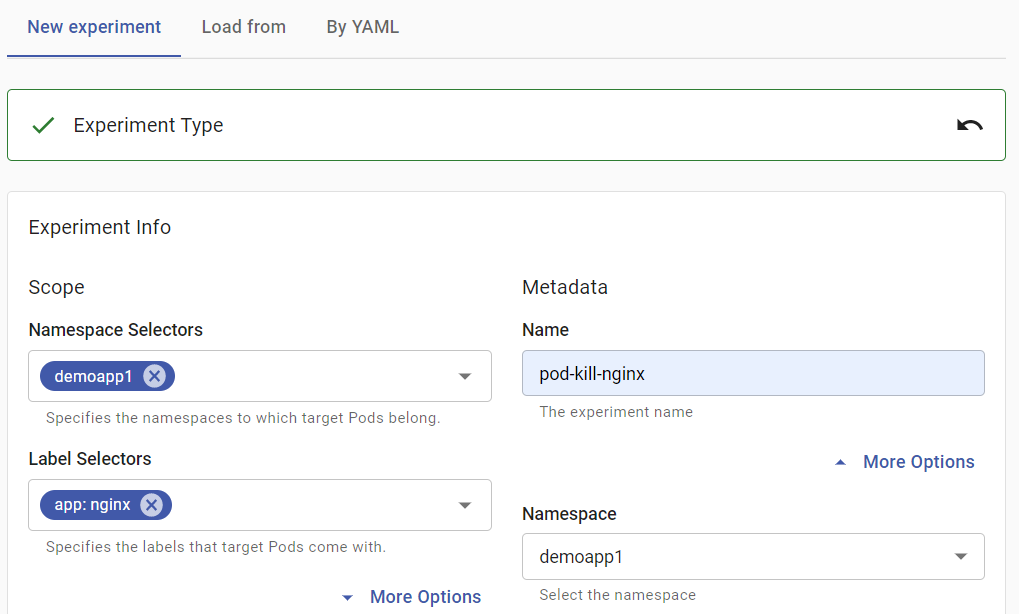 New experiment
Load from
By YAML
Experiment Type
Experiment Info
Scope
Namespace Selectors
demoapp1
Specifies the namespaces to which target Pods belong.
Label Selectors
app: nginx
Specifies the labels that target Pods come with.
More Options
Metadata
Name
pod-kill-nginx
The experiment name
More Options
Namespace
demoapp1
Select the namespace